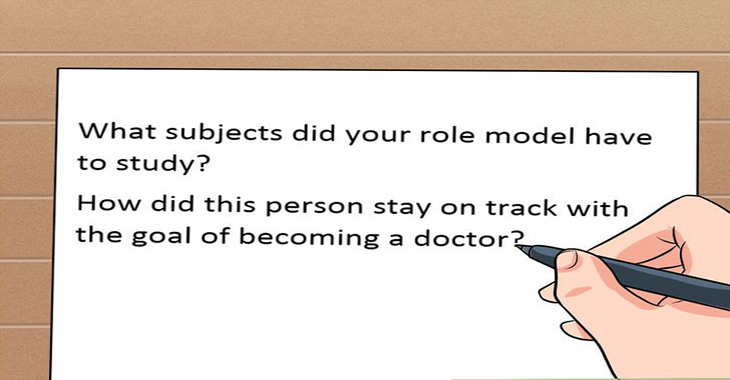 What subjects did your role model have
to study?
How did this person stay on track with
the goal of becoming a doctor?